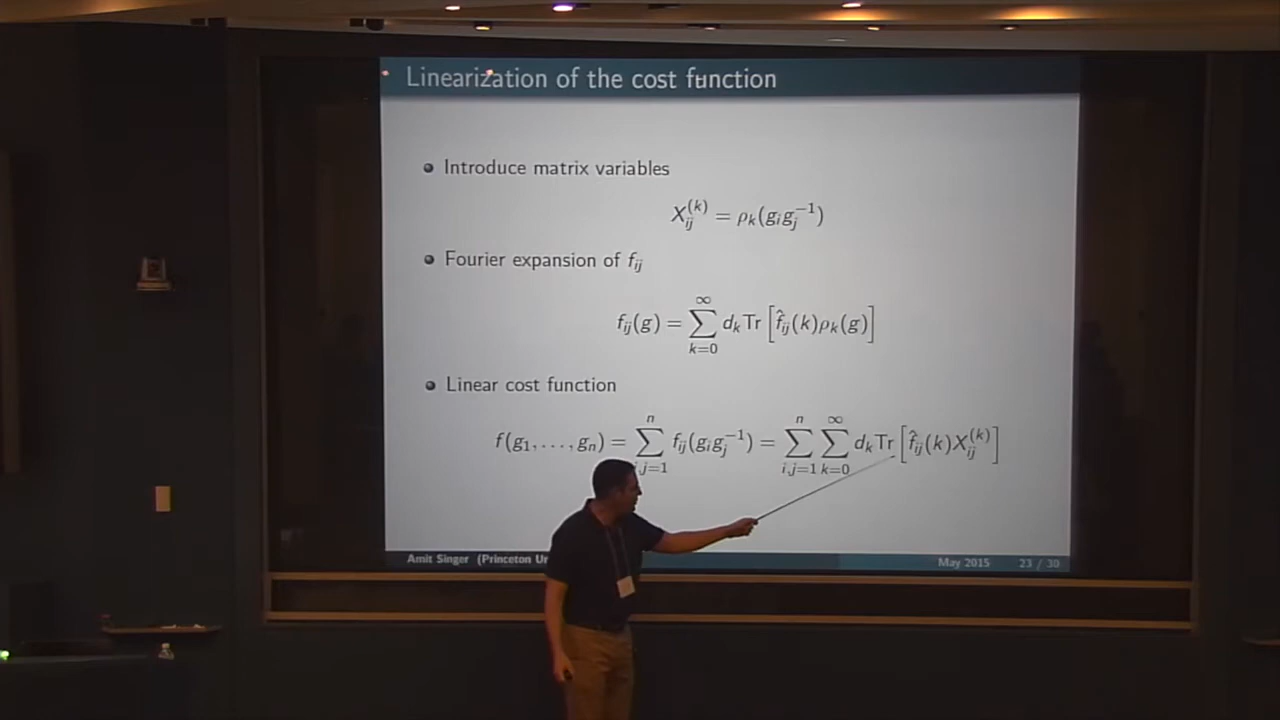 Linearization of the cost function
Introduce matrix variables
X_{ij}^{(k)} = ρ_k(g_i g_j^{-1})
Fourier expansion of f_{ij}
f_{ij}(g) = \sum_{k=0}^{∞} d_k Tr [\hat{f}_{ij}(k)ρ_k(g)]
Linear cost function
f(g_1, . . . , g_n) = \sum_{i,j=1}^{n} f_{ij}(g_i g_j^{-1}) = \sum_{i,j=1}^{n} \sum_{k=0}^{∞} d_k Tr [\hat{f}_{ij}(k)X_{ij}^{(k)}]
Amit Singer (Princeton Un May 2015 23 / 30